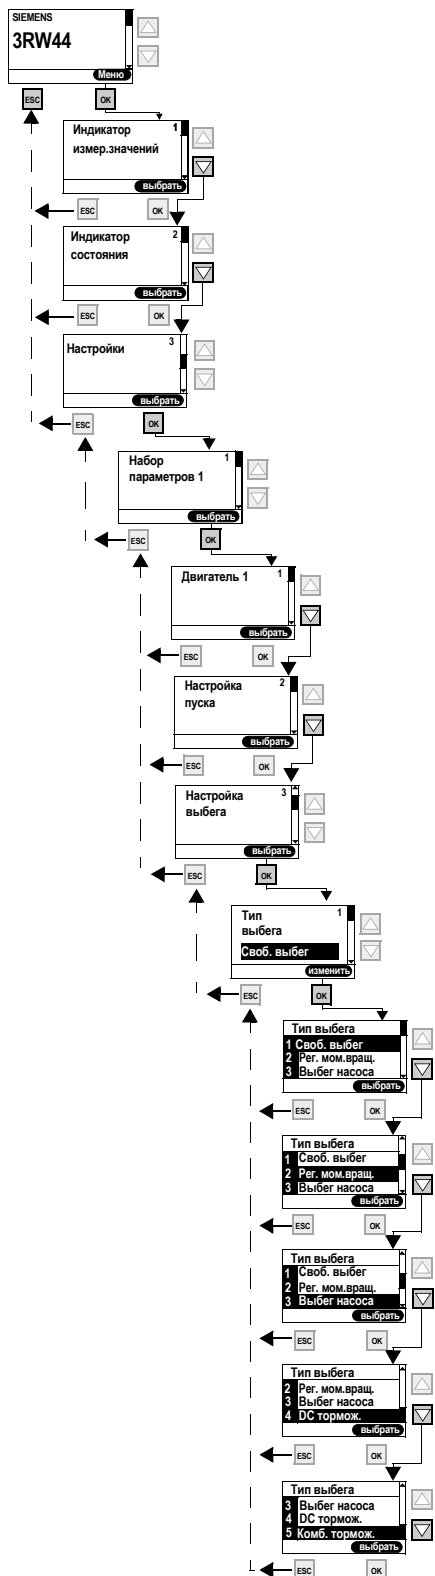 SIEMENS
3RW44
Меню
ESC
OK
Индикатор 1
измер.значений
выбрать
ESC
OK
Индикатор 2
состояния
выбрать
ESC
OK
Настройки 3
выбрать
ESC
OK
Набор 1
параметров 1
выбрать
ESC
OK
Двигатель 1 1
выбрать
ESC
OK
Настройка 2
пуска
выбрать
ESC
OK
Настройка 3
выбега
выбрать
ESC
OK
Тип 1
выбега
Своб. выбег
изменить
ESC
OK
Тип выбега
1 Своб. выбег
2 Рег. мом.вращ.
3 Выбег насоса
выбрать
ESC
OK
Тип выбега
1 Своб. выбег
2 Рег. мом.вращ.
3 Выбег насоса
выбрать
ESC
OK
Тип выбега
1 Своб. выбег
2 Рег. мом.вращ.
3 Выбег насоса
выбрать
ESC
OK
Тип выбега
2 Рег. мом.вращ.
3 Выбег насоса
4 DC тормож.
выбрать
ESC
OK
Тип выбега
3 Выбег насоса
4 DC тормож.
5 Комб. тормож.
выбрать
ESC
OK